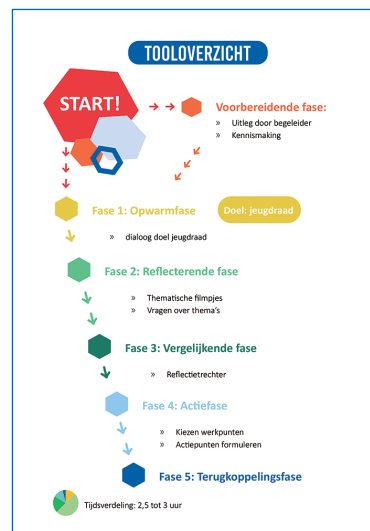 TOOLOVERZICHT
START!
Voorbereidende fase:
» Uitleg door begeleider
» Kennismaking
Fase 1: Opwarmfase
Doel: jeugdraad
» dialoog doel jeugdraad
Fase 2: Reflecterende fase
» Thematische filmpjes
» Vragen over thema's
Fase 3: Vergelijkende fase
» Reflectietrechter
Fase 4: Actiefase
» Kiezen werkpunten
» Actiepunten formuleren
Fase 5: Terugkoppelingsfase
Tijdsverdeling: 2,5 tot 3 uur